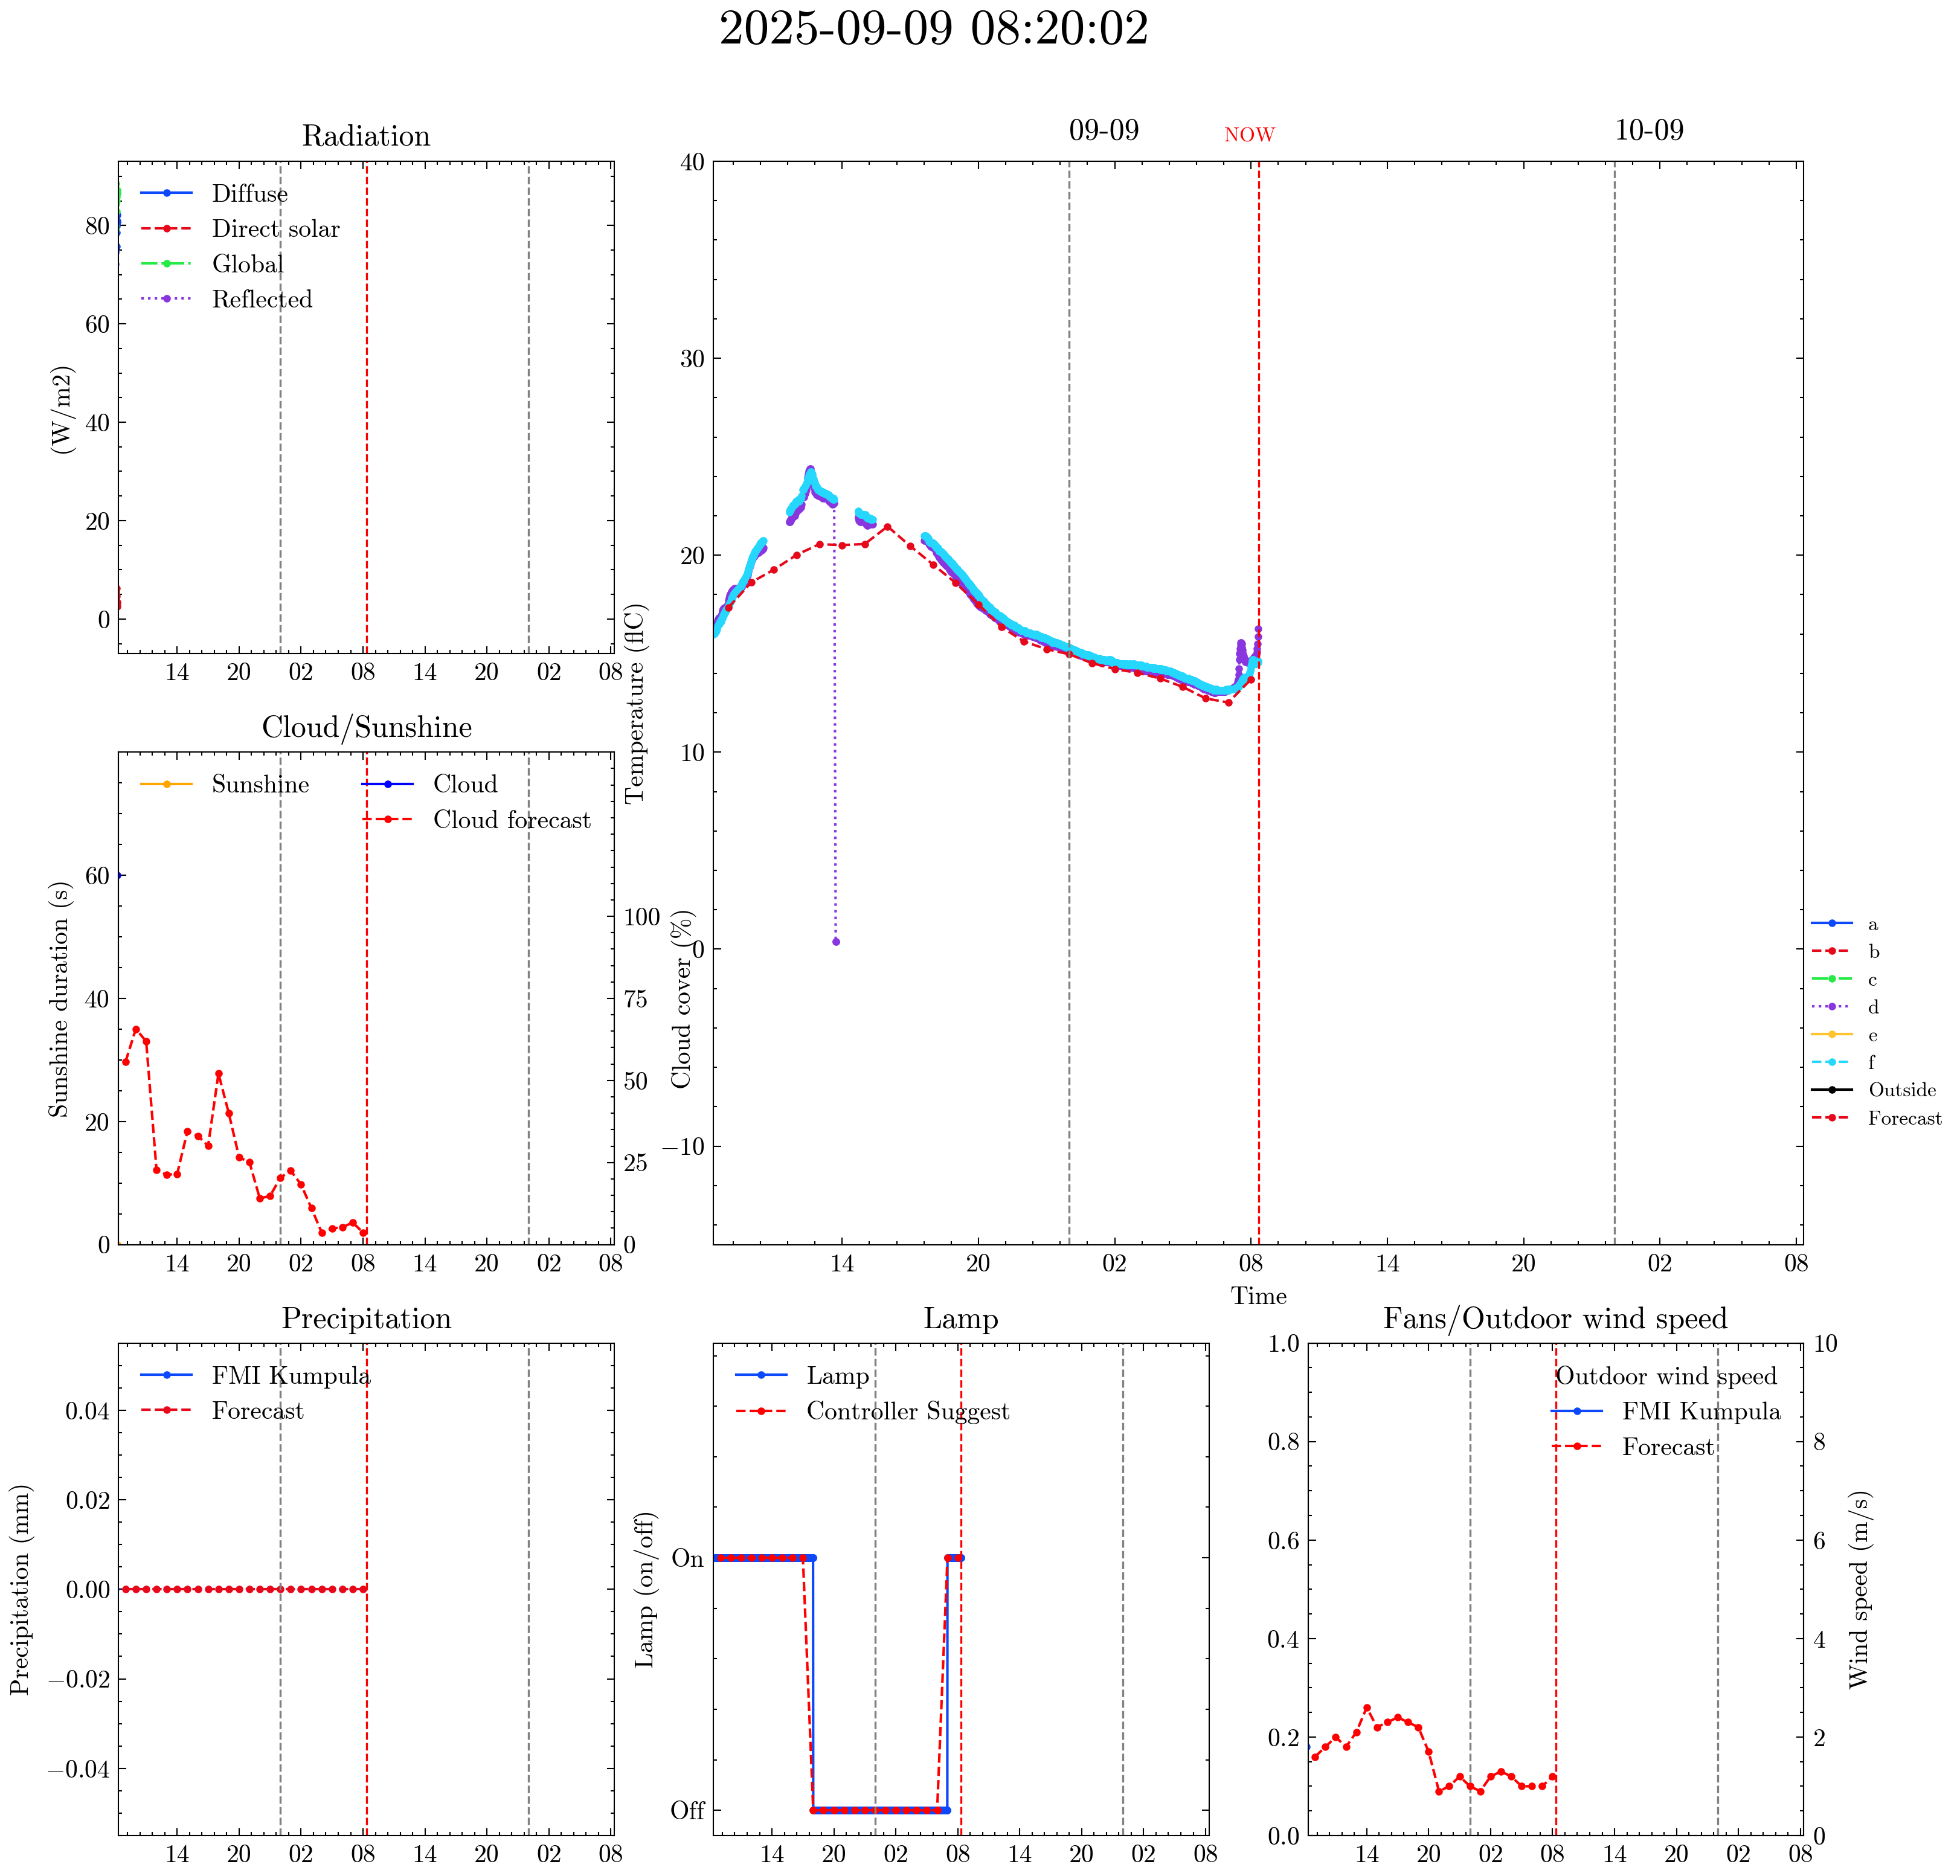 2025-09-09 08:20:02
Radiation
Diffuse
Direct solar
Global
Reflected
(W/m2)
80
60
40
20
0
14 20 02 08 14 20 02 08
09-09 NOW 10-09
Temperature (flC)
40
30
20
10
0
−10
14 20 02 08 14 20 02 08
Time
a
b
c
d
e
f
Outside
Forecast
Cloud/Sunshine
Sunshine
Cloud
Cloud forecast
Sunshine duration (s)
60
40
20
0
Cloud cover (%)
100
75
50
25
0
14 20 02 08 14 20 02 08
Precipitation
FMI Kumpula
Forecast
Precipitation (mm)
0.04
0.02
0.00
−0.02
−0.04
14 20 02 08 14 20 02 08
Lamp
Lamp
Controller Suggest
Lamp (on/off)
On
Off
14 20 02 08 14 20 02 08
Fans/Outdoor wind speed
Outdoor wind speed
FMI Kumpula
Forecast
1.0
0.8
0.6
0.4
0.2
0.0
10
8
6
4
2
0
Wind speed (m/s)
14 20 02 08 14 20 02 08